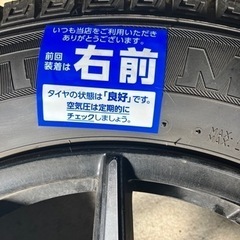 いつも当店をご利用いただき
ありがとうございます。
前回
装着は
右前
タイヤの状態は「良好」です。
空気圧は定期的に
チェックしましょう。
MAX.
MAX.